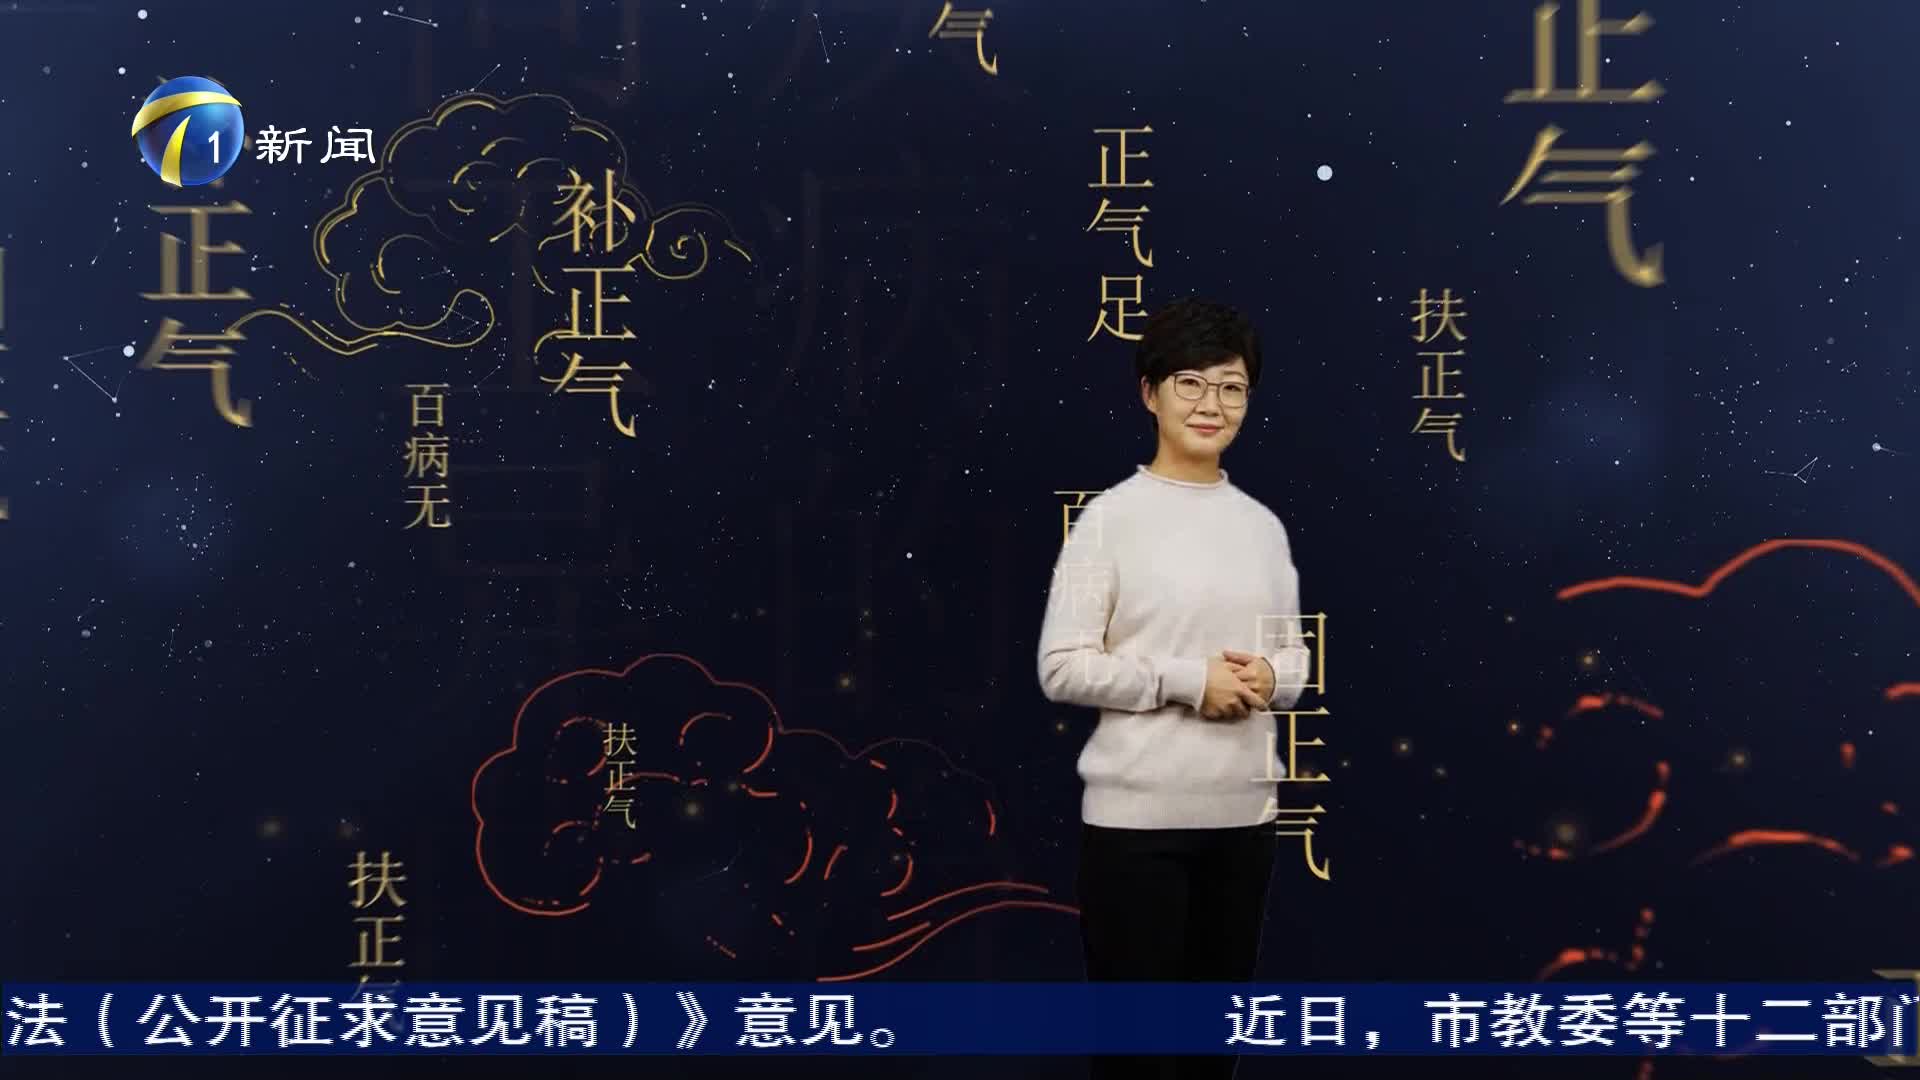 气
正气
1 新闻
正气
补正气
正气足
扶正气
百病无
百病无
固正气
扶正气
扶正气
法（公开征求意见稿）》意见。 近日，市教委等十二部门